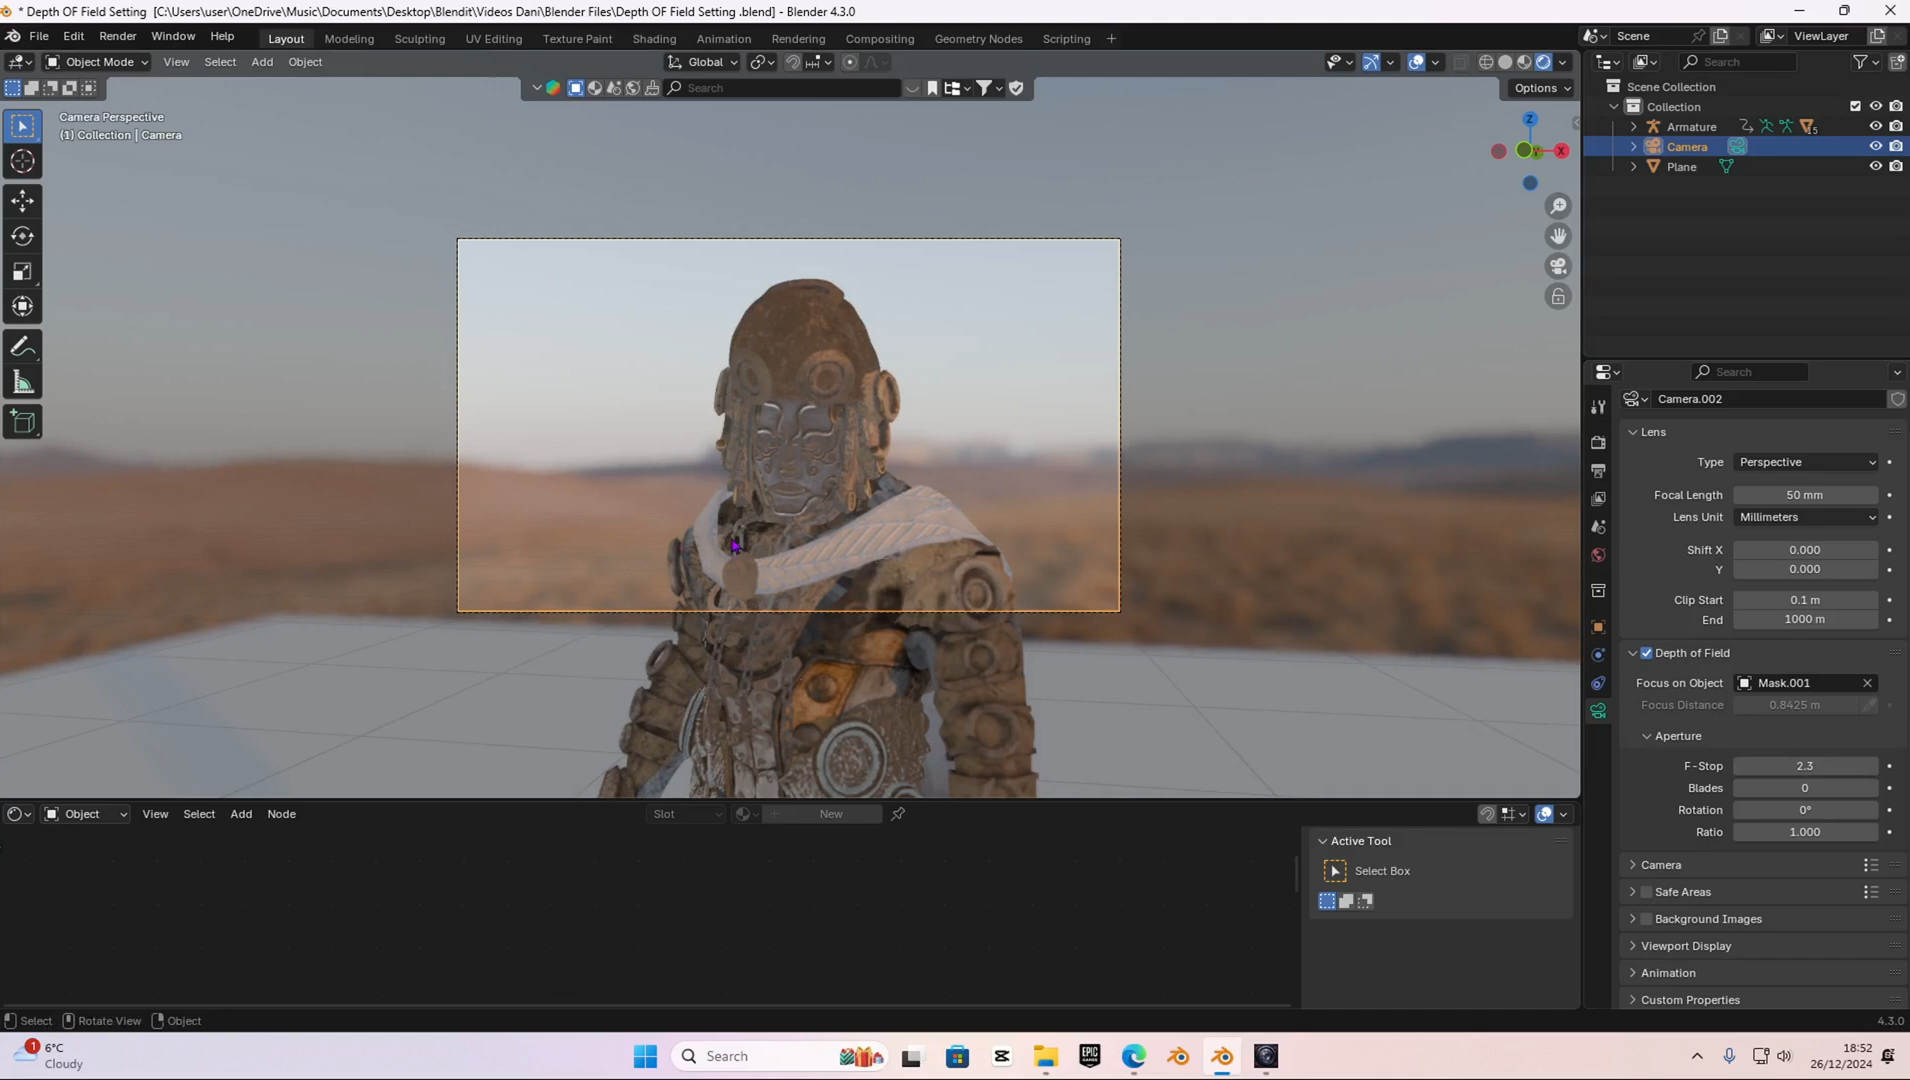 * Depth OF Field Setting [C:\Users\user\OneDrive\Music\Documents\Desktop\Blendit\Videos Dani\Blender Files\Depth OF Field Setting .blend] - Blender 4.3.0
File Edit Render Window Help Layout Modeling Sculpting UV Editing Texture Paint Shading Animation Rendering Compositing Geometry Nodes Scripting + Scene ViewLayer
Object Mode View Select Add Object Global Search
Search Options Scene Collection
Collection
Camera Perspective
(1) Collection | Camera
Z
X
Armature 15
Camera
Plane
Search
Camera.002
Lens
Type Perspective
Focal Length 50 mm
Lens Unit Millimeters
Shift X 0.000
Y 0.000
Clip Start 0.1 m
End 1000 m
Depth of Field
Focus on Object Mask.001
Focus Distance 0.8425 m
Aperture
F-Stop 2.3
Blades 0
Rotation 0°
Ratio 1.000
Camera
Safe Areas
Background Images
Viewport Display
Animation
Custom Properties
Object View Select Add Node Slot New
Active Tool
Select Box
Select Rotate View Object 4.3.0
1 6°C
Cloudy
Search
EPIC GAMES
18:52
26/12/2024